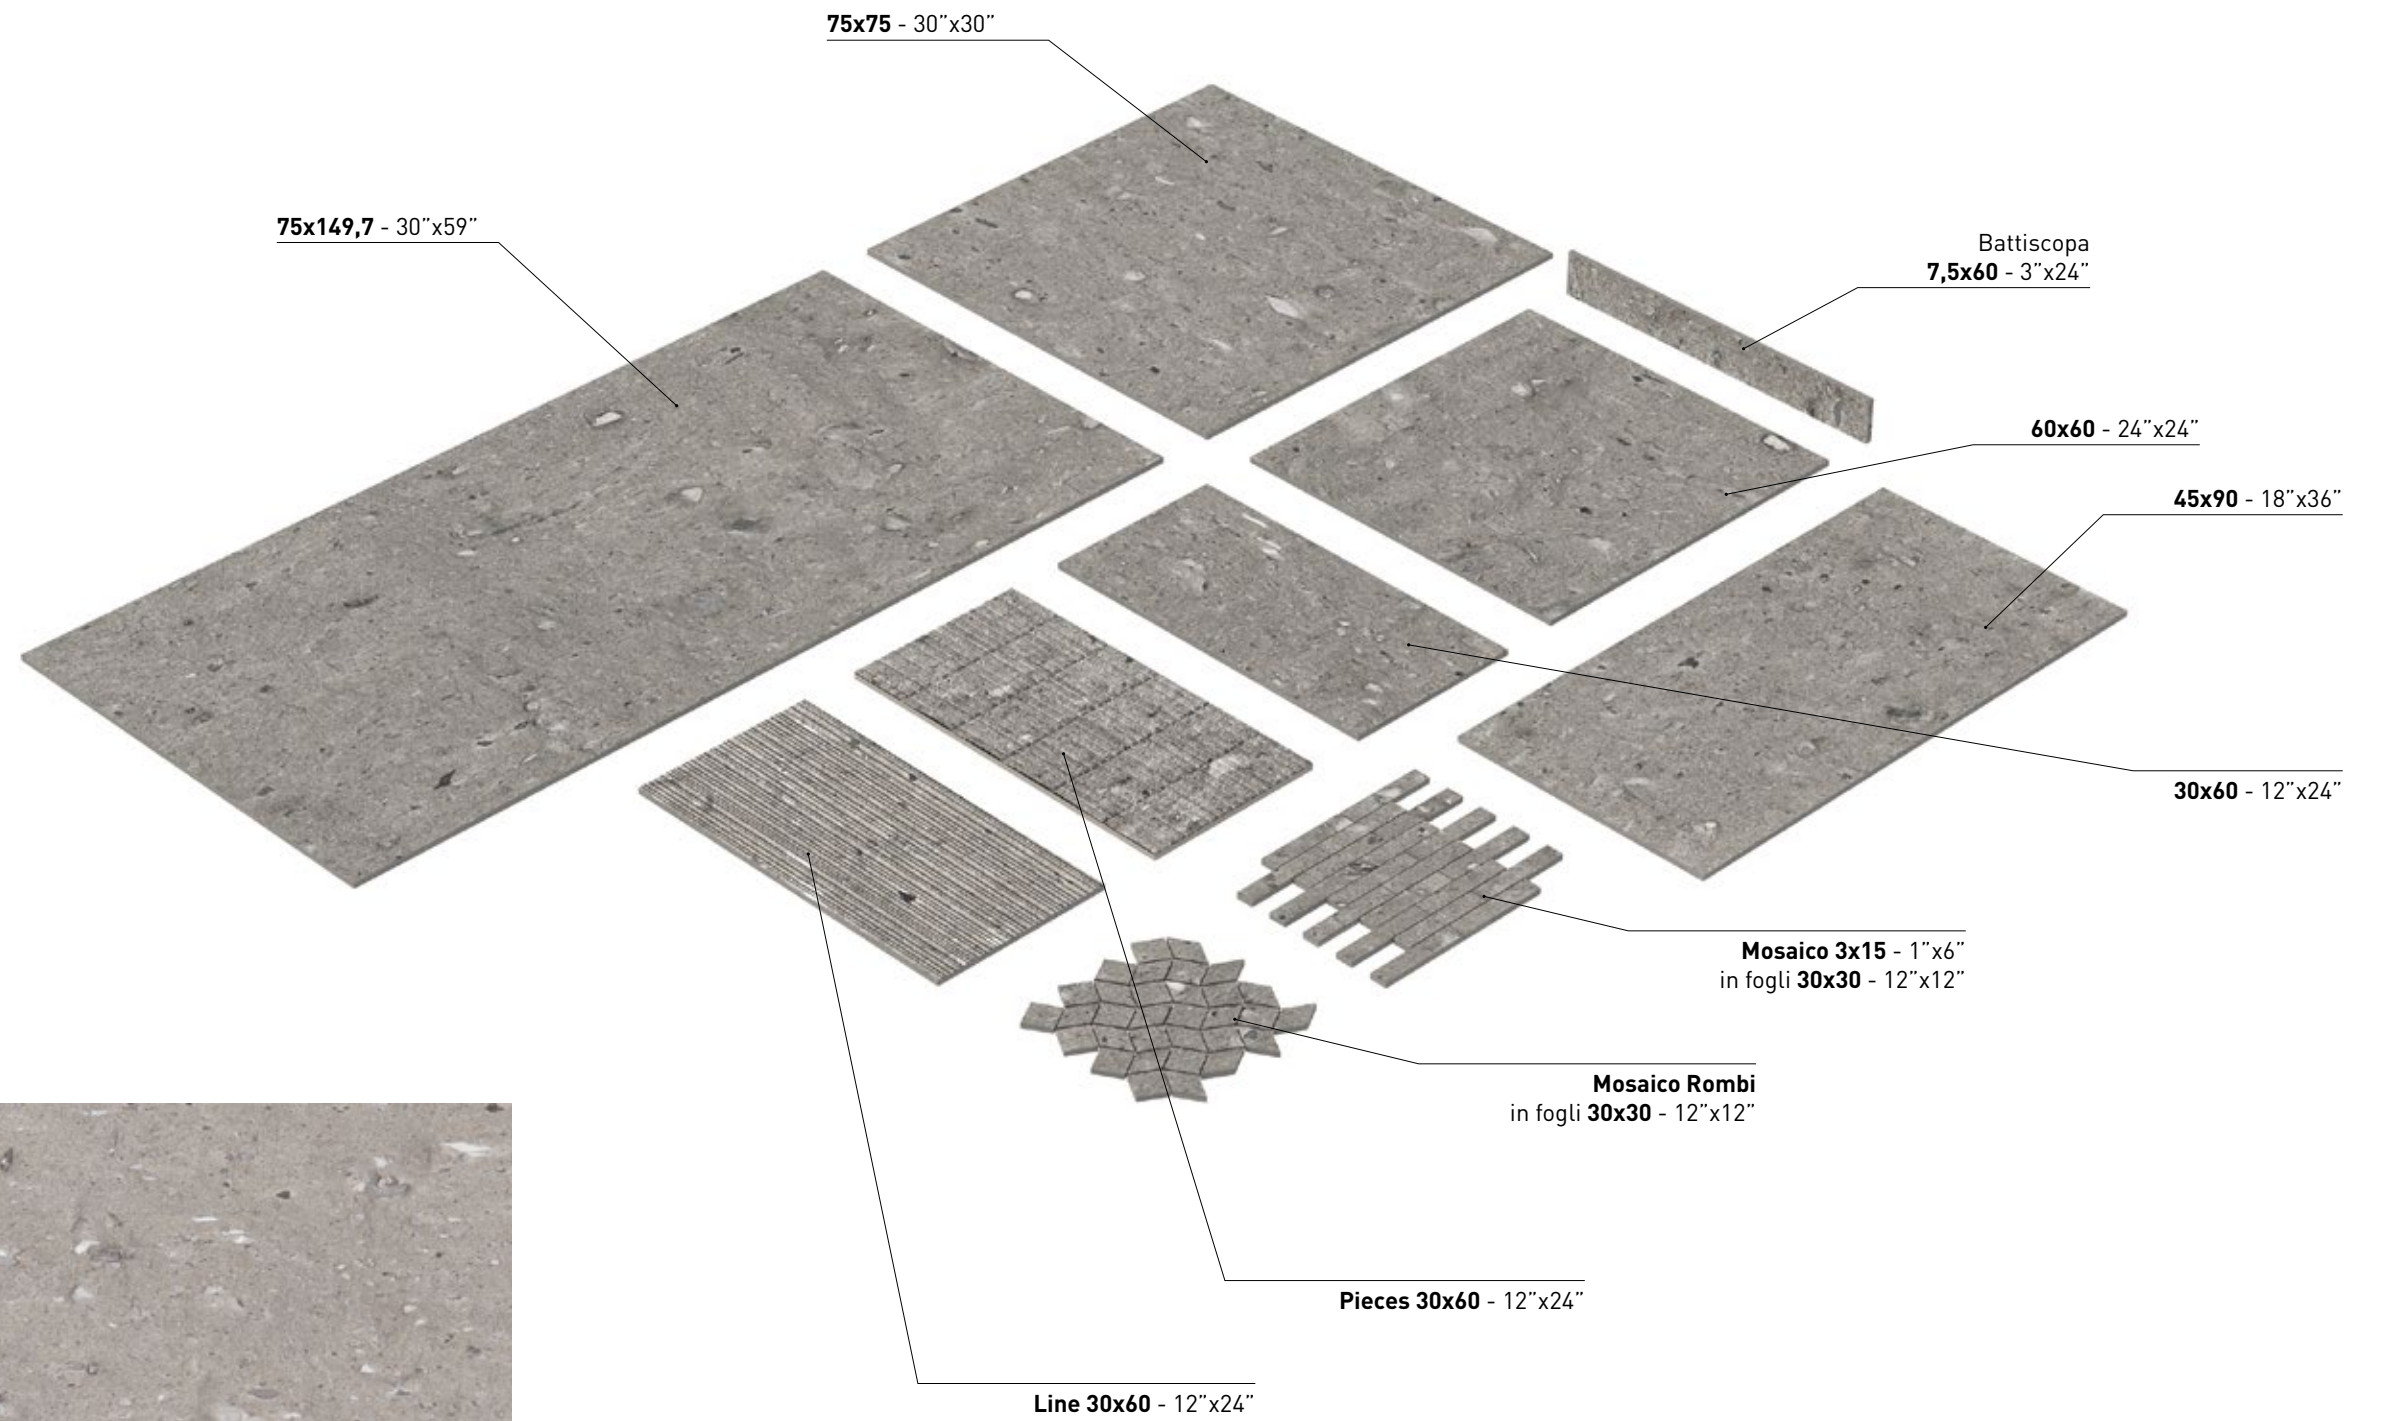 75x75 - 30”x30”
75x149,7 - 30”x59”
Battiscopa
7,5x60 - 3”x24”
60x60 - 24”x24”
45x90 - 18”x36”
30x60 - 12”x24”
Mosaico 3x15 - 1”x6”
in fogli 30x30 - 12”x12”
Mosaico Rombi
in fogli 30x30 - 12”x12”
Pieces 30x60 - 12”x24”
Line 30x60 - 12”x24”